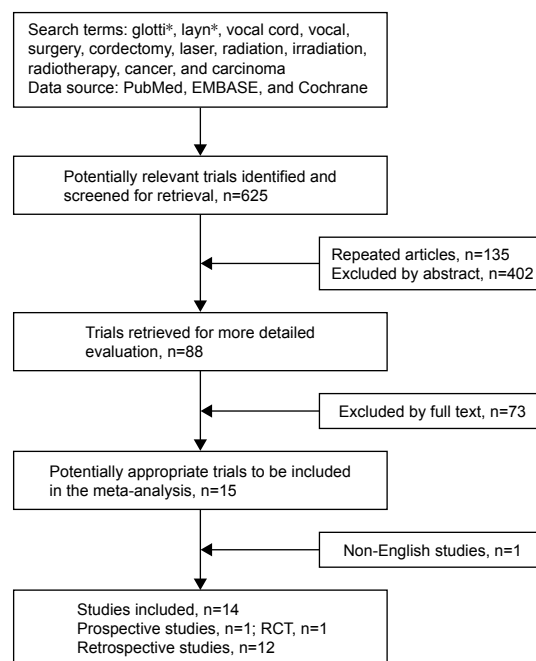 Search terms: glotti*, layn*, vocal cord, vocal,
surgery, cordectomy, laser, radiation, irradiation,
radiotherapy, cancer, and carcinoma
Data source: PubMed, EMBASE, and Cochrane
Potentially relevant trials identified and
screened for retrieval, n=625
Repeated articles, n=135
Excluded by abstract, n=402
Trials retrieved for more detailed
evaluation, n=88
Excluded by full text, n=73
Potentially appropriate trials to be included
in the meta-analysis, n=15
Non-English studies, n=1
Studies included, n=14
Prospective studies, n=1; RCT, n=1
Retrospective studies, n=12